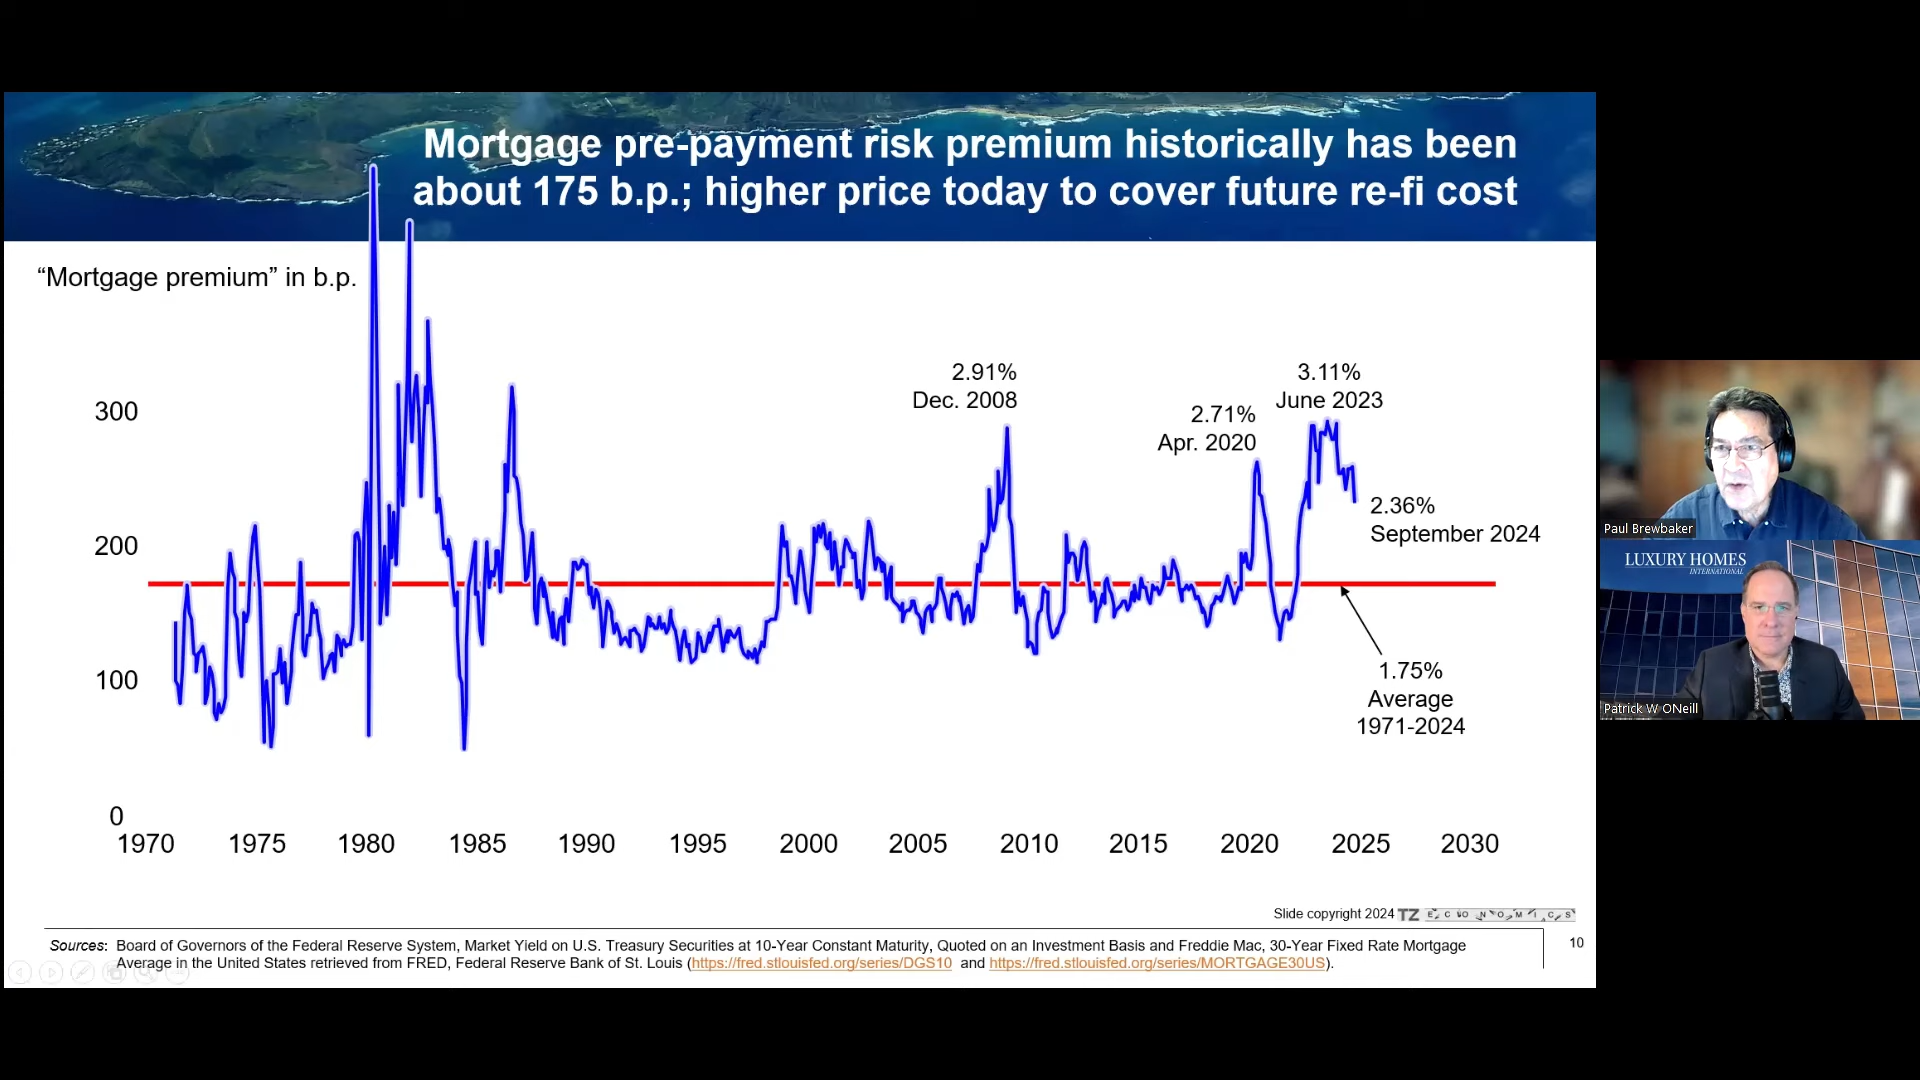 Mortgage pre-payment risk premium historically has been
about 175 b.p.; higher price today to cover future re-fi cost
“Mortgage premium” in b.p.
300
200
100
0
1970 1975 1980 1985 1990 1995 2000 2005 2010 2015 2020 2025 2030
2.91%
Dec. 2008
2.71%
Apr. 2020
3.11%
June 2023
2.36%
September 2024
1.75%
Average
1971-2024
Slide copyright 2024 TZ ECONOMICS
Sources: Board of Governors of the Federal Reserve System, Market Yield on U.S. Treasury Securities at 10-Year Constant Maturity, Quoted on an Investment Basis and Freddie Mac, 30-Year Fixed Rate Mortgage
Average in the United States retrieved from FRED, Federal Reserve Bank of St. Louis (https://fred.stlouisfed.org/series/DGS10 and https://fred.stlouisfed.org/series/MORTGAGE30US).
10
Paul Brewbaker
LUXURY HOMES
INTERNATIONAL
Patrick W ONeill